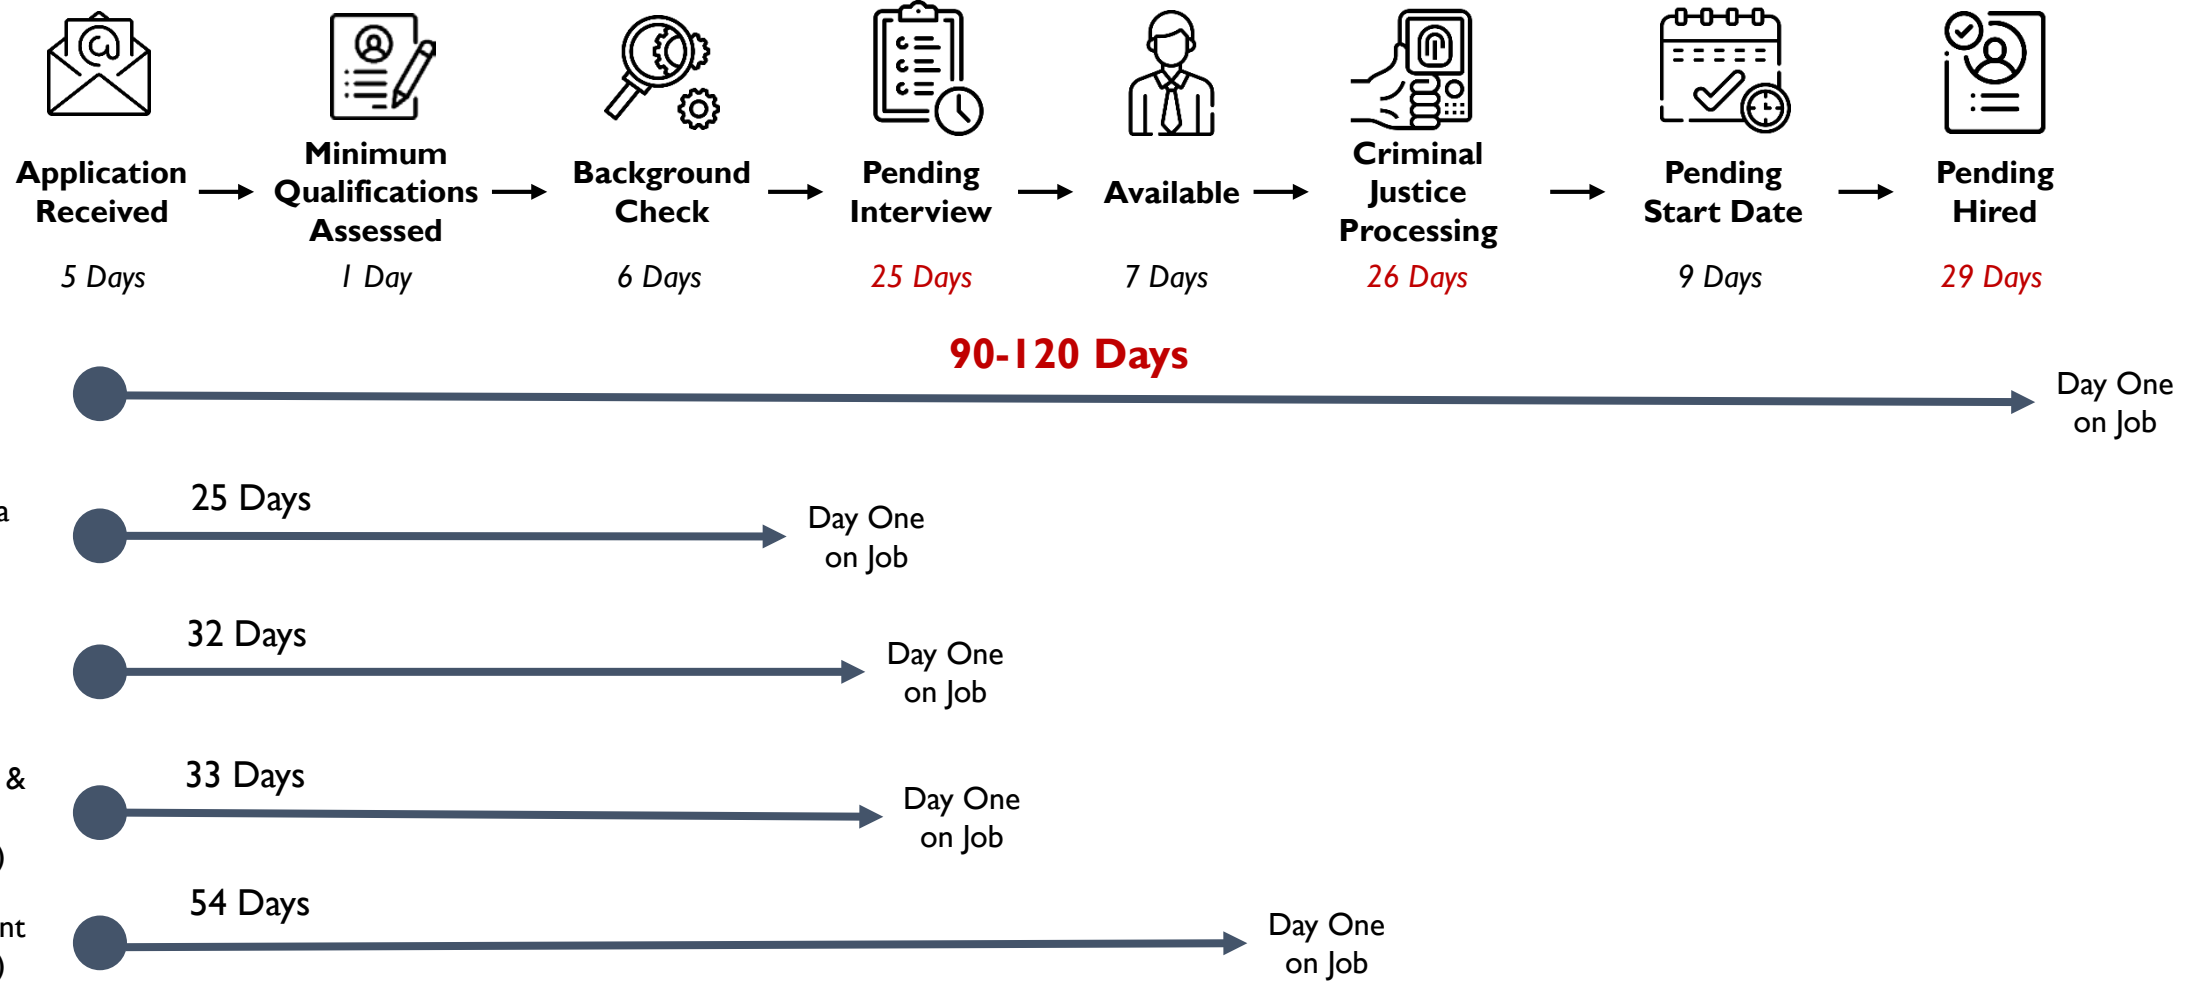 Application
Received
5 Days
Minimum
Qualifications
Assessed
1 Day
Background
Check
6 Days
Pending
Interview
25 Days
Available
7 Days
Criminal
Justice
Processing
26 Days
Pending
Start Date
9 Days
Pending
Hired
29 Days
90-120 Days
Day One
on Job
a
25 Days
Day One
on Job
32 Days
Day One
on Job
&
)
33 Days
Day One
on Job
nt
)
54 Days
Day One
on Job